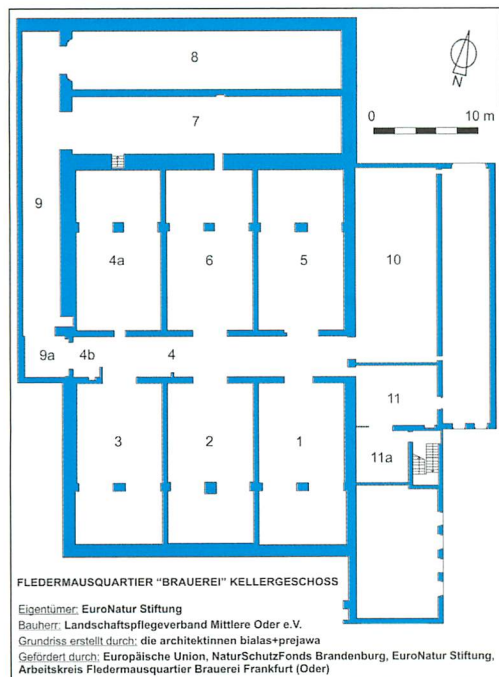 8
N
0 10 m
7
9
4a
6
5
10
9a
4b
4
11
3
2
1
11a
FLEDERMAUSQUARTIER "BRAUEREI" KELLERGESCHOSS
Eigentümer: EuroNatur Stiftung
Bauherr: Landschaftspflegeverband Mittlere Oder e.V.
Grundriss erstellt durch: die architektinnen bialas+prejawa
Gefördert durch: Europäische Union, NaturSchutzFonds Brandenburg, EuroNatur Stiftung,
Arbeitskreis Fledermausquartier Brauerei Frankfurt (Oder)